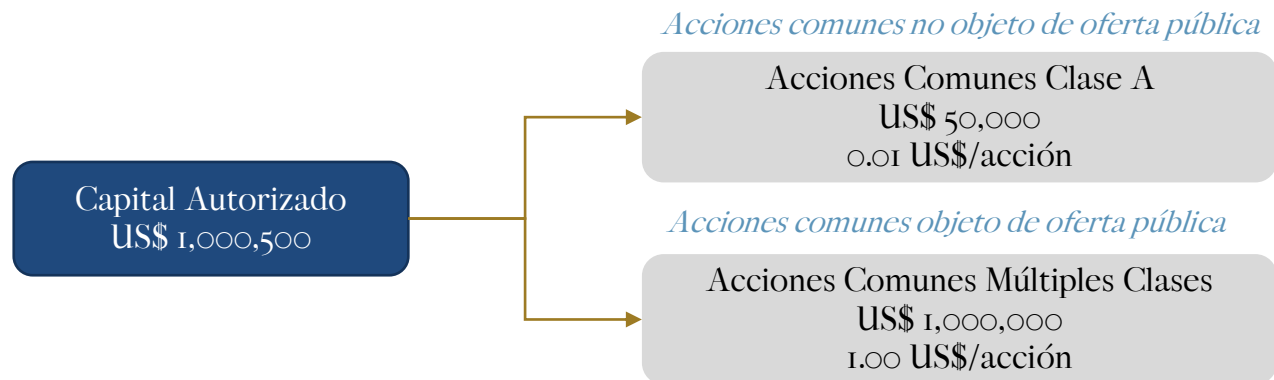 Acciones comunes no objeto de oferta pública
Acciones Comunes Clase A
US$ 50,000
0.01 US$/acción
Capital Autorizado
US$ 1,000,500
Acciones comunes objeto de oferta pública
Acciones Comunes Múltiples Clases
US$ 1,000,000
1.00 US$/acción